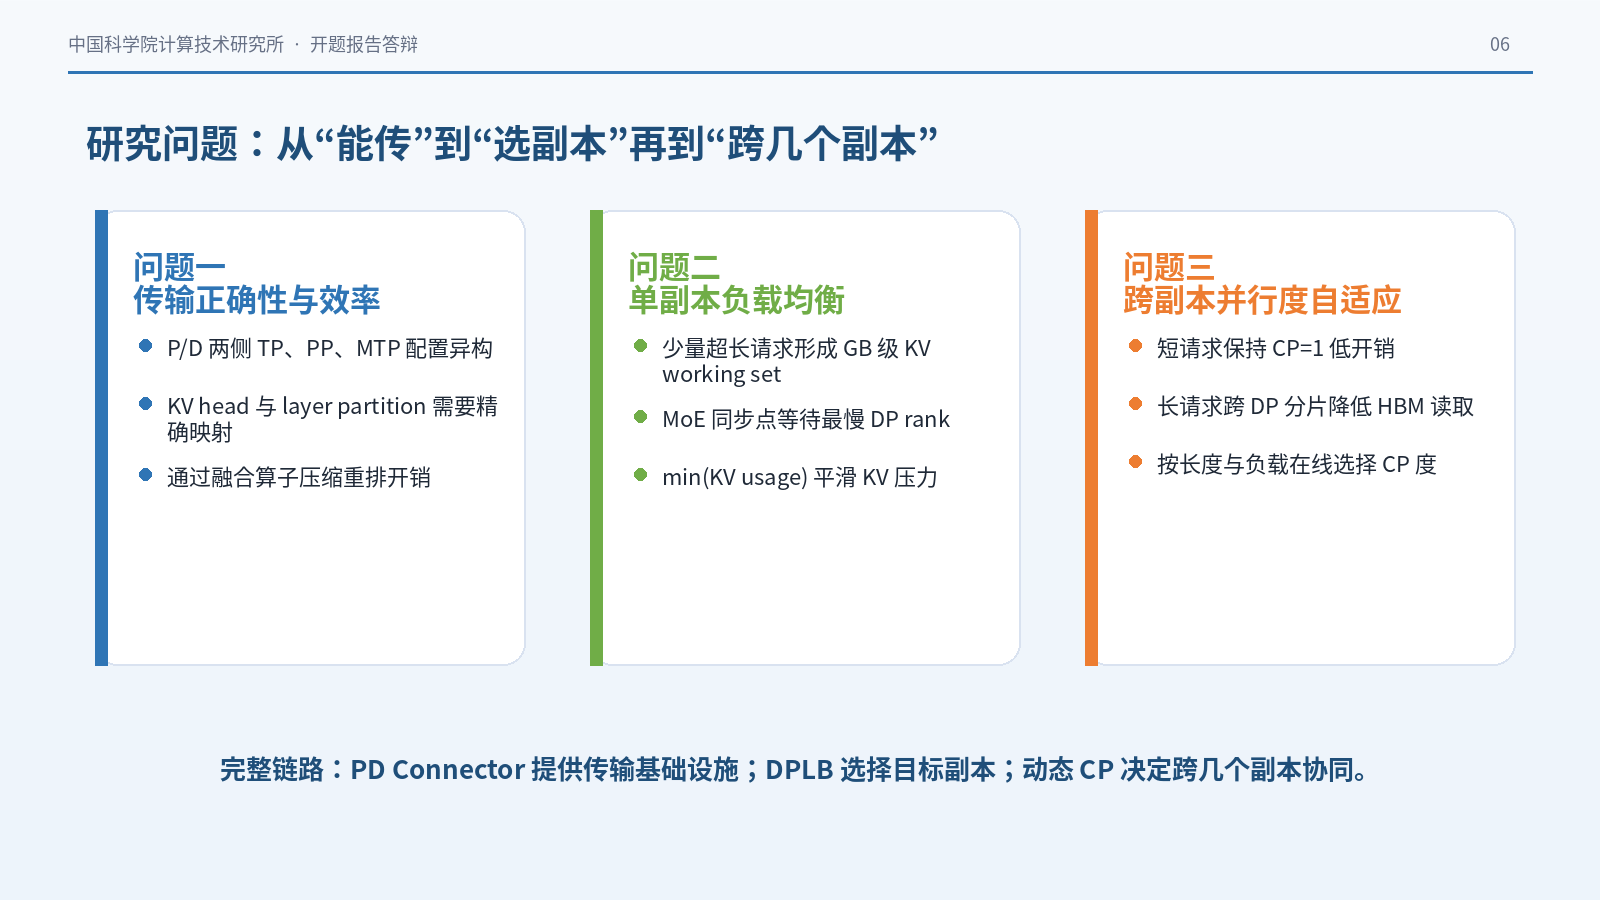 中国科学院计算技术研究所 · 开题报告答辩
06
研究问题：从“能传”到“选副本”再到“跨几个副本”
问题一
传输正确性与效率
P/D 两侧 TP、PP、MTP 配置异构
KV head 与 layer partition 需要精
确映射
通过融合算子压缩重排开销
问题二
单副本负载均衡
少量超长请求形成 GB 级 KV
working set
MoE 同步点等待最慢 DP rank
min(KV usage) 平滑 KV 压力
问题三
跨副本并行度自适应
短请求保持 CP=1 低开销
长请求跨 DP 分片降低 HBM 读取
按长度与负载在线选择 CP 度
完整链路：PD Connector 提供传输基础设施；DPLB 选择目标副本；动态 CP 决定跨几个副本协同。